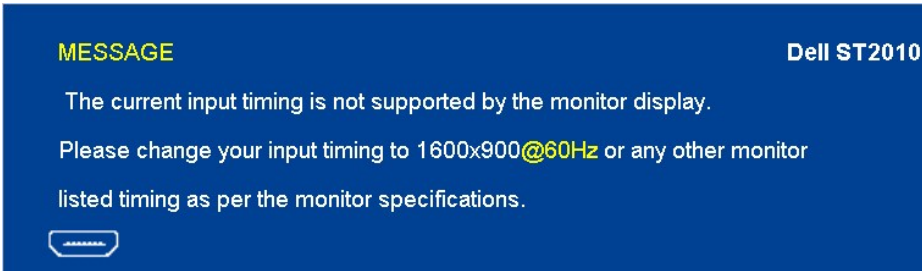 MESSAGE Dell ST2010
The current input timing is not supported by the monitor display.
Please change your input timing to 1600x900@60Hz or any other monitor
listed timing as per the monitor specifications.